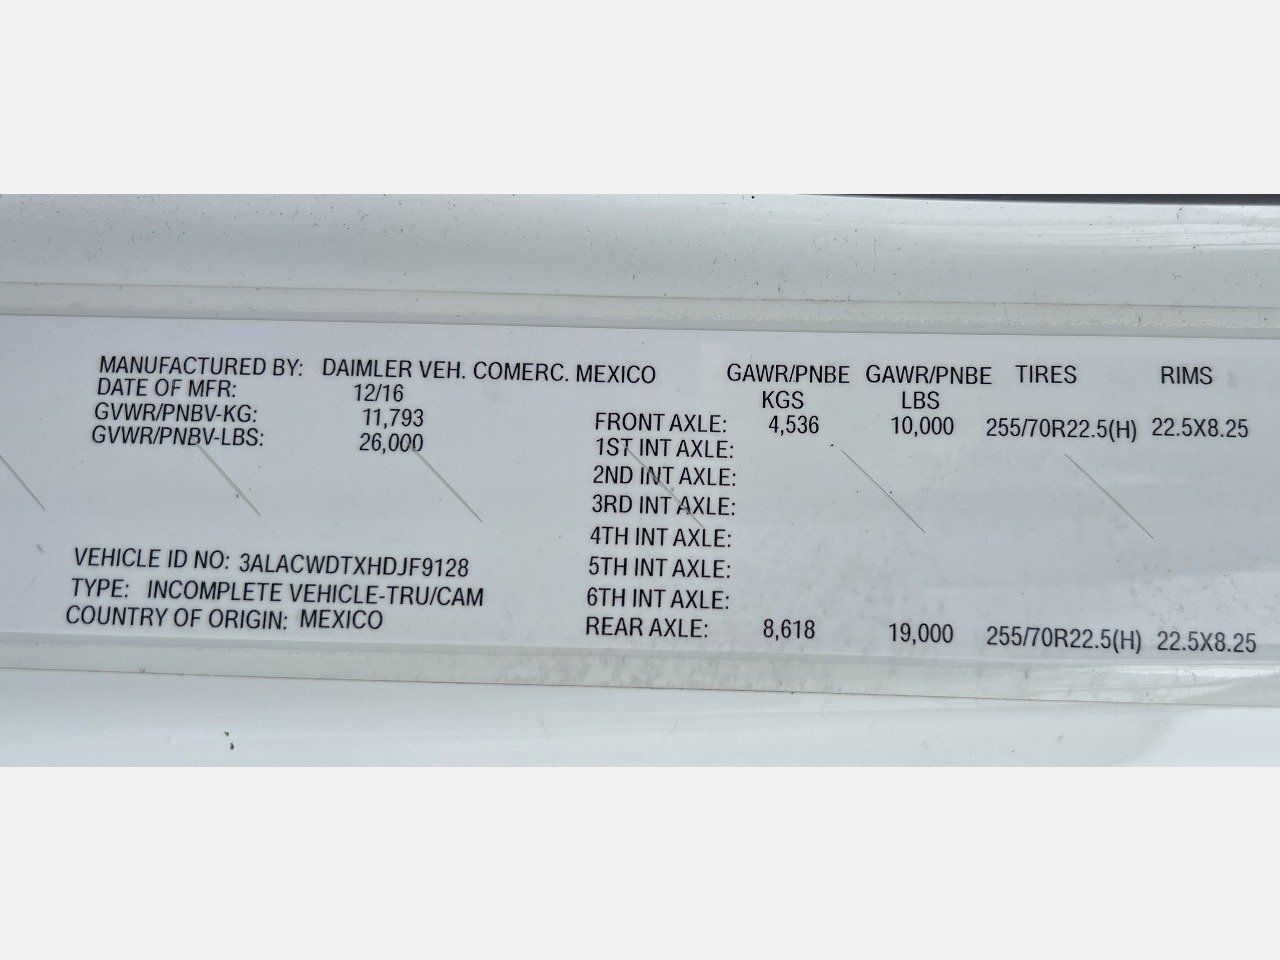 MANUFACTURED BY: DAIMLER VEH. COMERC. MEXICO
DATE OF MFR: 12/16
GVWR/PNBV-KG: 11,793
GVWR/PNBV-LBS: 26,000
VEHICLE ID NO: 3ALACWDTXHDJF9128
TYPE: INCOMPLETE VEHICLE-TRU/CAM
COUNTRY OF ORIGIN: MEXICO
GAWR/PNBE GAWR/PNBE TIRES RIMS
KGS LBS
FRONT AXLE: 4,536 10,000 255/70R22.5(H) 22.5X8.25
1ST INT AXLE:
2ND INT AXLE:
3RD INT AXLE:
4TH INT AXLE:
5TH INT AXLE:
6TH INT AXLE:
REAR AXLE: 8,618 19,000 255/70R22.5(H) 22.5X8.25